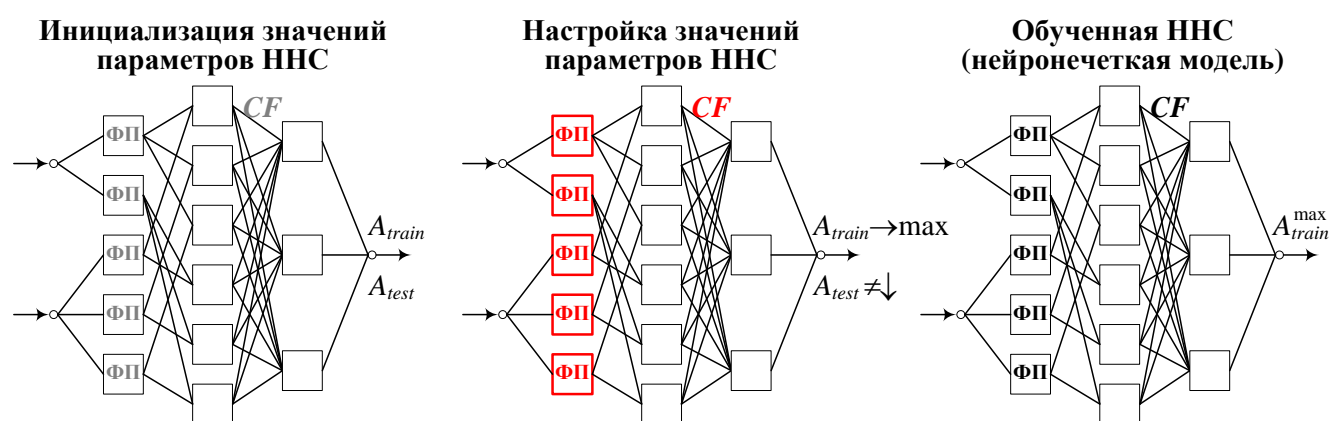 Инициализация значений
параметров ННС
CF
ФП
ФП
ФП
ФП
ФП
A_train
A_test
Настройка значений
параметров ННС
CF
ФП
ФП
ФП
ФП
ФП
A_train→max
A_test≠↓
Обученная ННС
(нейронечеткая модель)
CF
ФП
ФП
ФП
ФП
ФП
A_train^max